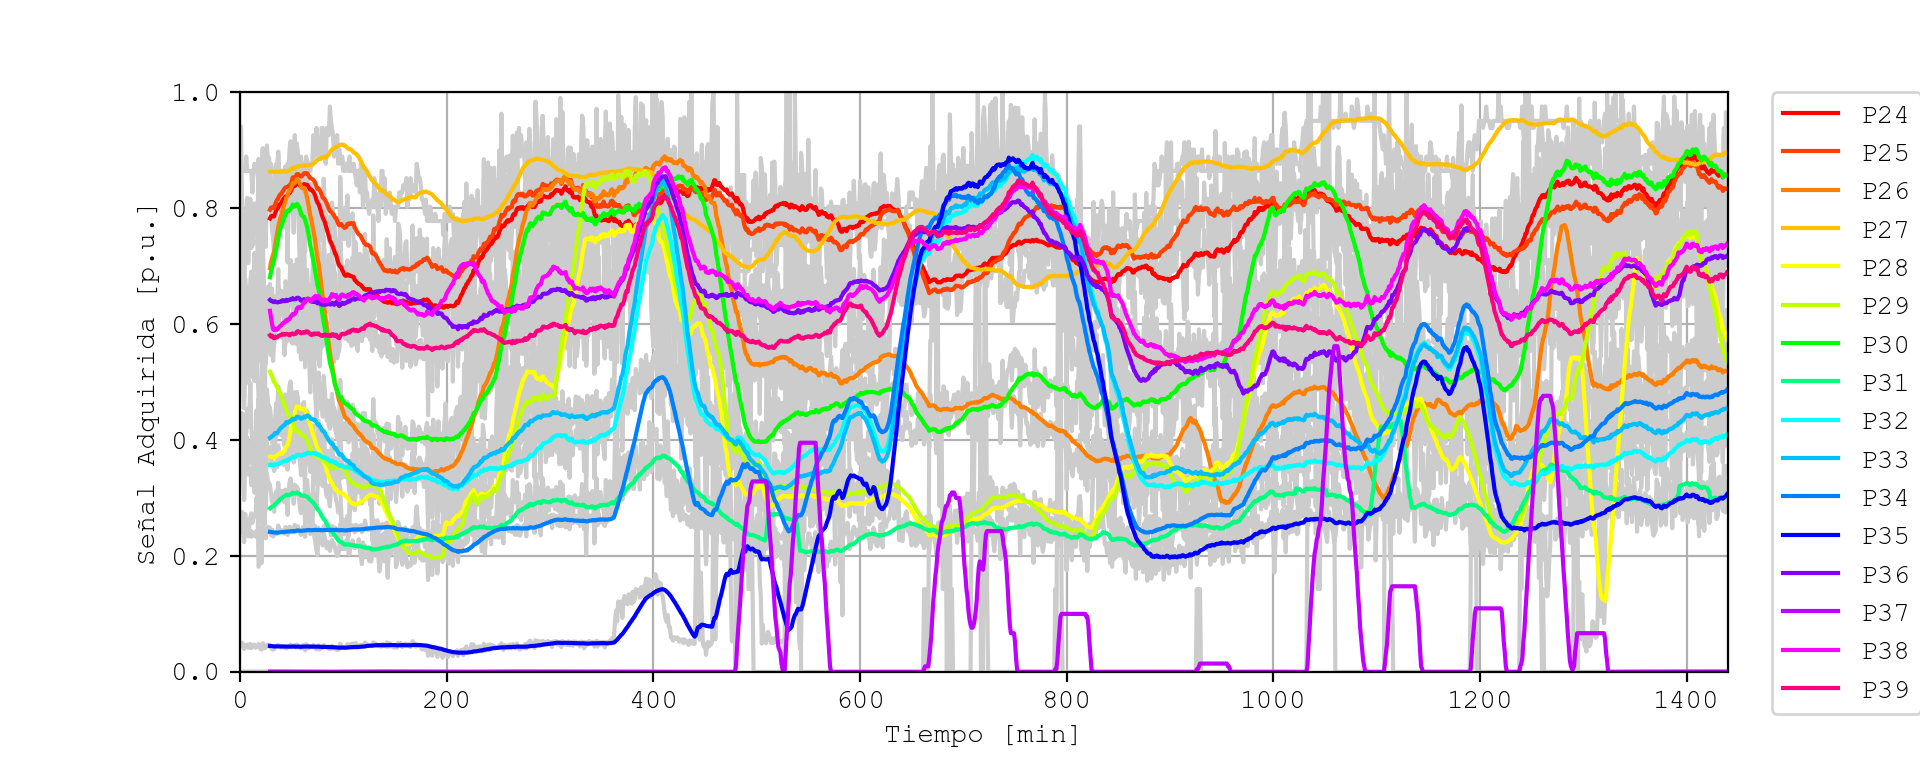 Señal Adquirida [p.u.]
1.0
0.8
0.6
0.4
0.2
0.0
0 200 400 600 800 1000 1200 1400
Tiempo [min]
P24
P25
P26
P27
P28
P29
P30
P31
P32
P33
P34
P35
P36
P37
P38
P39